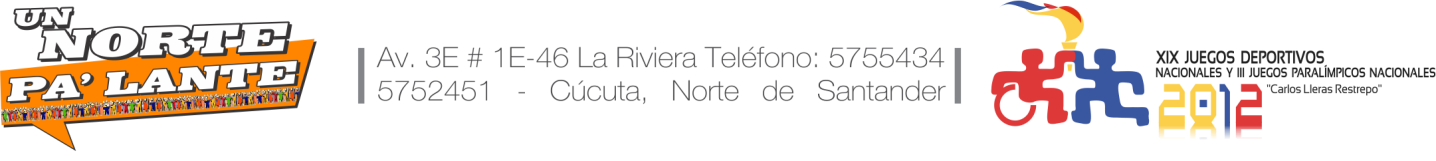 UN
NORTE
PA' LANTE
Av. 3E # 1E-46 La Riviera Teléfono: 5755434
5752451 - Cúcuta, Norte de Santander
XIX JUEGOS DEPORTIVOS
NACIONALES Y III JUEGOS PARALÍMPICOS NACIONALES
2012 "Carlos Lleras Restrepo"